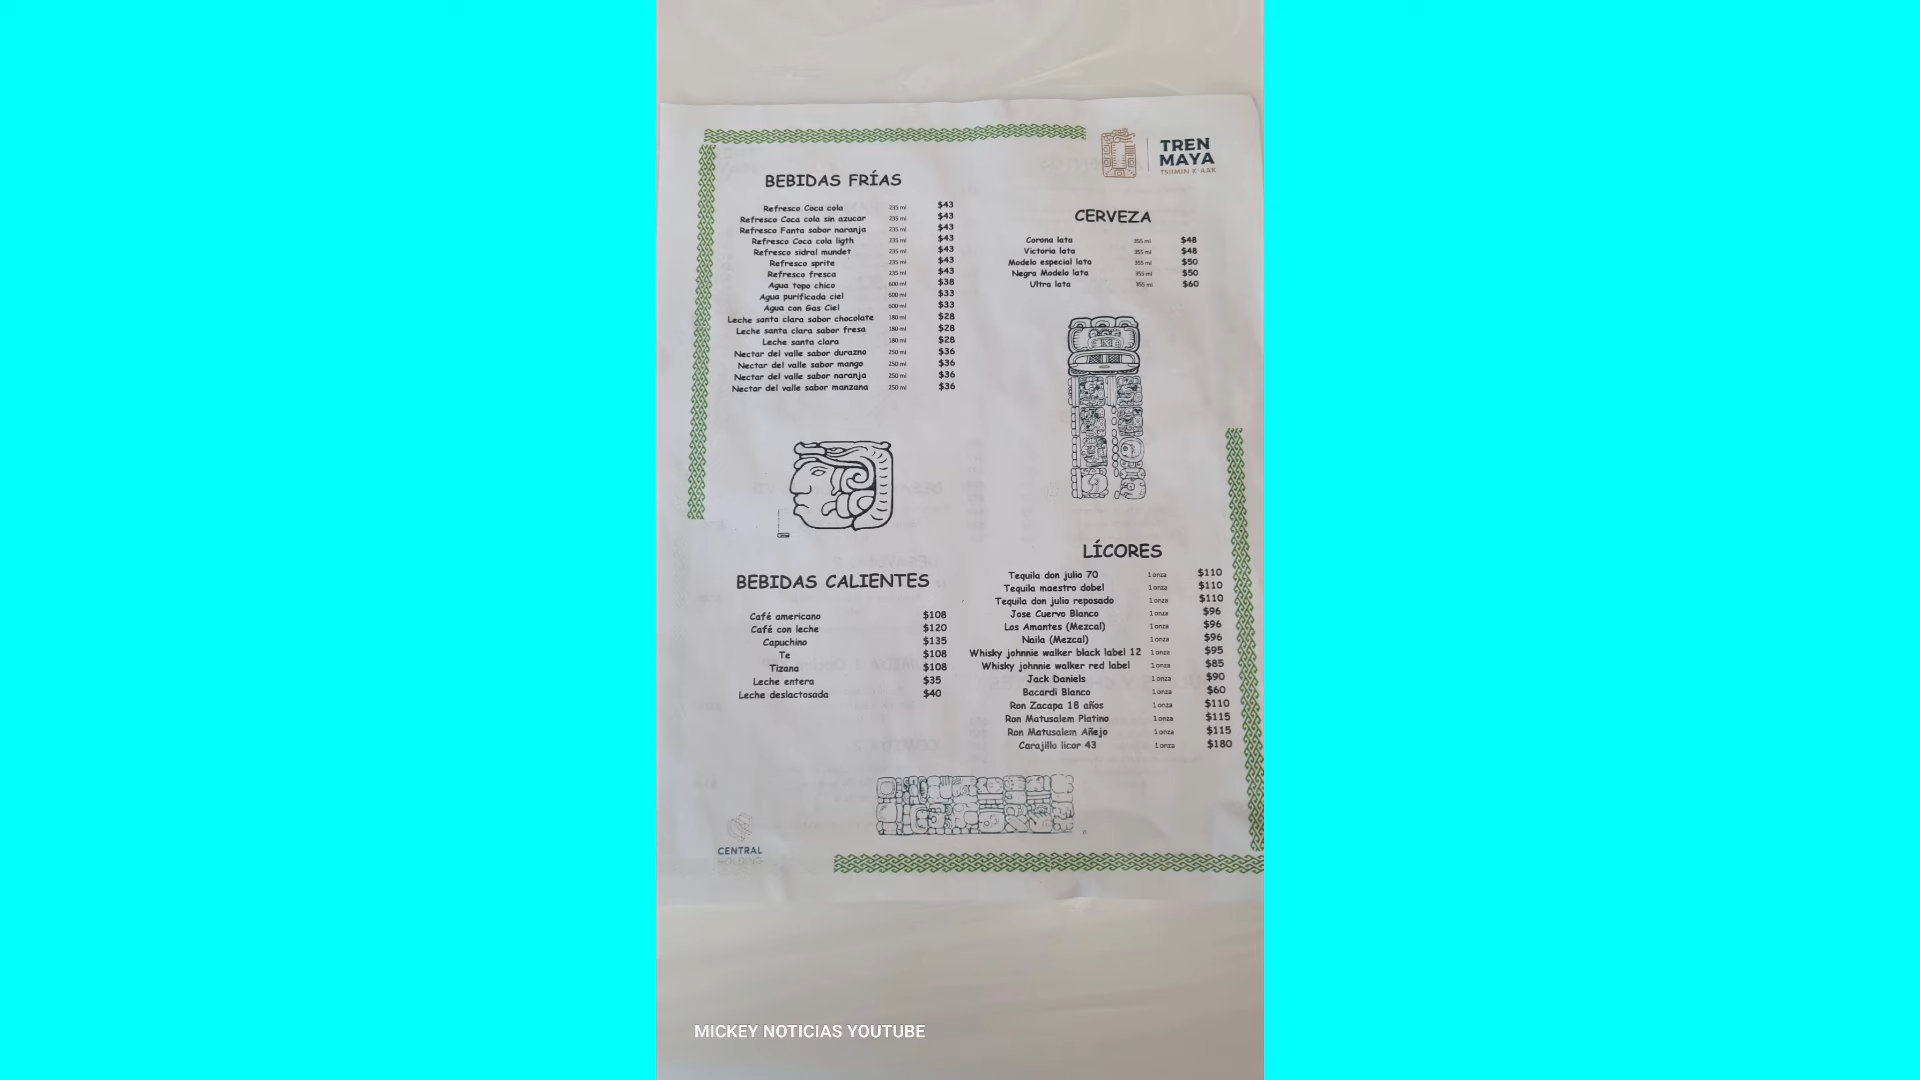 TREN
MAYA
TSIIMIN K'AAK
BEBIDAS FRÍAS
Refresco Coca cola 235 ml $43
Refresco Coca cola sin azucar 235 ml $43
Refresco Fanta sabor naranja 235 ml $43
Refresco Coca cola ligth 235 ml $43
Refresco sidral mundet 235 ml $43
Refresco sprite 235 ml $43
Refresco fresca 235 ml $43
Agua topo chico 600 ml $38
Agua purificada ciel 600 ml $33
Agua con Gas Ciel 600 ml $33
Leche santa clara sabor chocolate 180 ml $28
Leche santa clara sabor fresa 180 ml $28
Leche santa clara 180 ml $28
Nectar del valle sabor durazno 250 ml $36
Nectar del valle sabor mango 250 ml $36
Nectar del valle sabor naranja 250 ml $36
Nectar del valle sabor manzana 250 ml $36
CERVEZA
Corona lata 355 ml $48
Victoria lata 355 ml $48
Modelo especial lata 355 ml $50
Negra Modelo lata 355 ml $50
Ultra lata 355 ml $60
BEBIDAS CALIENTES
Café americano $108
Café con leche $120
Capuchino $135
Te $108
Tizana $108
Leche entera $35
Leche deslactosada $40
LÍCORES
Tequila don julio 70 1 onza $110
Tequila maestro dobel 1 onza $110
Tequila don julio reposado 1 onza $110
Jose Cuervo Blanco 1 onza $96
Los Amantes (Mezcal) 1 onza $96
Naila (Mezcal) 1 onza $96
Whisky johnnie walker black label 12 1 onza $95
Whisky johnnie walker red label 1 onza $85
Jack Daniels 1 onza $90
Bacardi Blanco 1 onza $60
Ron Zacapa 18 años 1 onza $110
Ron Matusalem Platino 1 onza $115
Ron Matusalem Añejo 1 onza $115
Carajillo licor 43 1 onza $180
CENTRAL
HOLDING
MICKEY NOTICIAS YOUTUBE